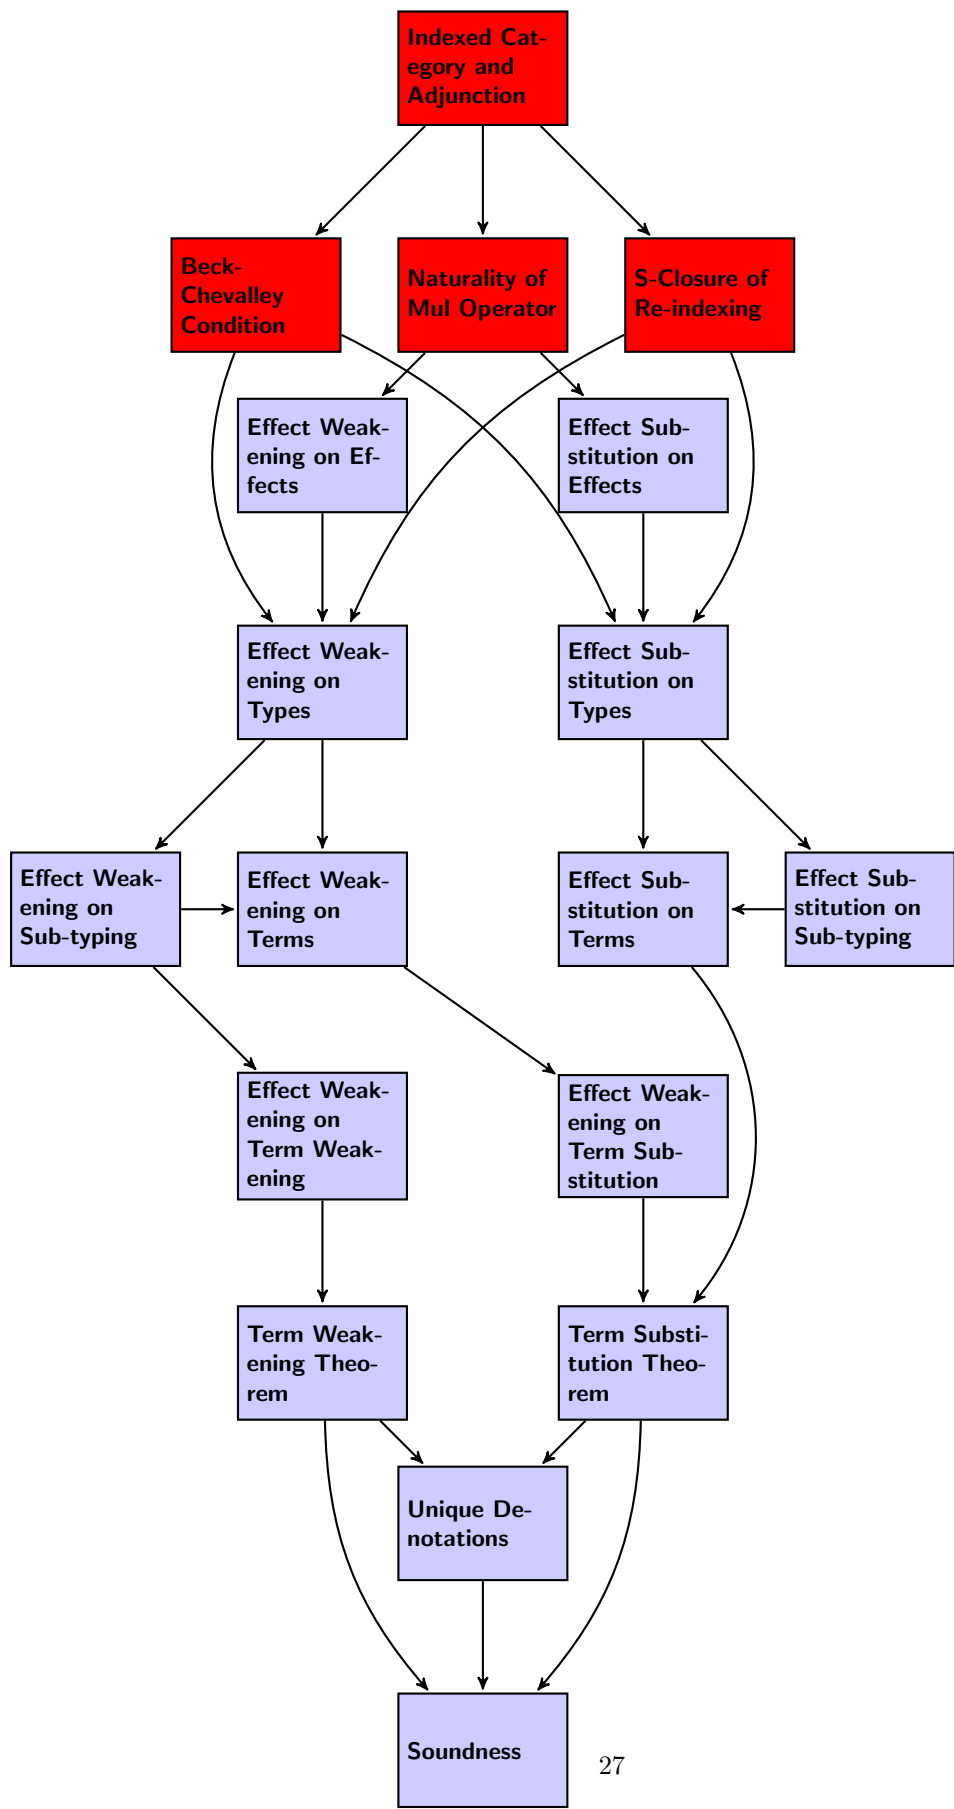 Indexed Cat-
egory and
Adjunction
Beck-
Chevalley
Condition
Naturality of
Mul Operator
S-Closure of
Re-indexing
Effect Weak-
ening on Ef-
fects
Effect Sub-
stitution on
Effects
Effect Weak-
ening on
Types
Effect Sub-
stitution on
Types
Effect Weak-
ening on
Sub-typing
Effect Weak-
ening on
Terms
Effect Sub-
stitution on
Terms
Effect Sub-
stitution on
Sub-typing
Effect Weak-
ening on
Term Weak-
ening
Effect Weak-
ening on
Term Sub-
stitution
Term Weak-
ening Theo-
rem
Term Substi-
tution Theo-
rem
Unique De-
notations
Soundness
27